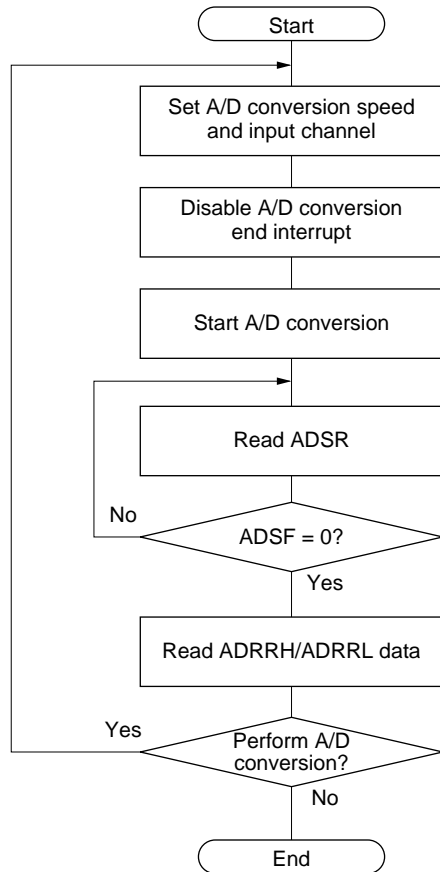 Start
Set A/D conversion speed
and input channel
Disable A/D conversion
end interrupt
Start A/D conversion
Read ADSR
No
ADSF = 0?
Yes
Read ADRRH/ADRRL data
Yes
Perform A/D
conversion?
No
End